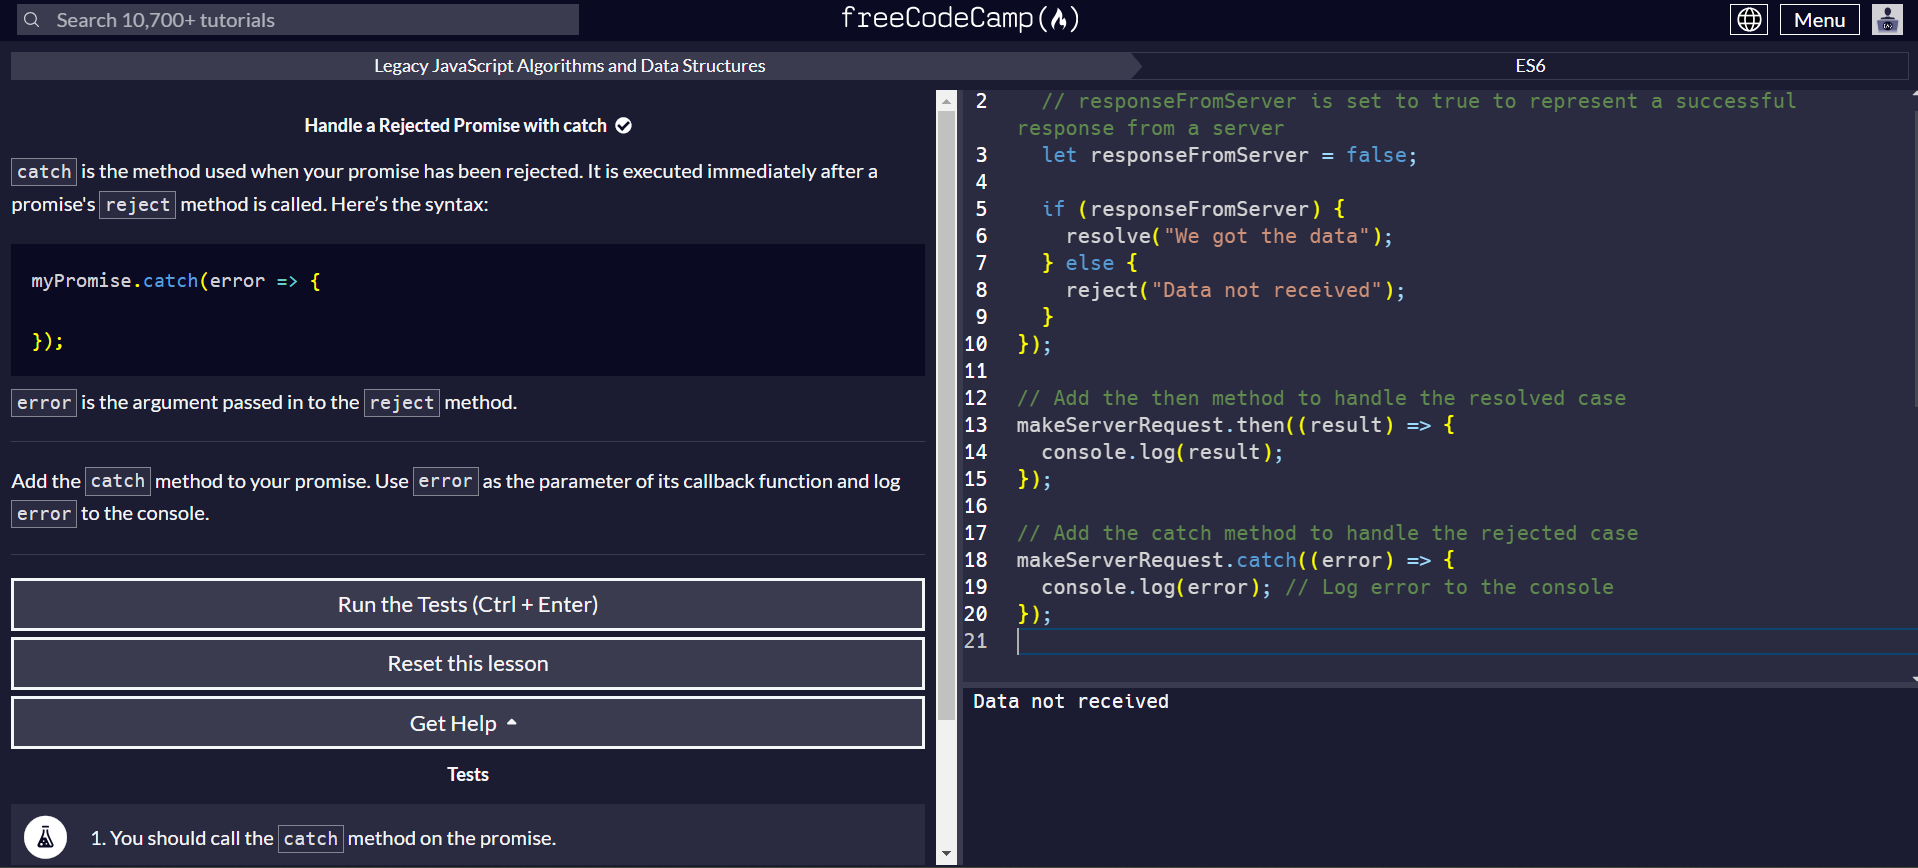 Search 10,700+ tutorials
freeCodeCamp(🔥)
Menu
Legacy JavaScript Algorithms and Data Structures
ES6
Handle a Rejected Promise with catch
catch is the method used when your promise has been rejected. It is executed immediately after a
promise's reject method is called. Here’s the syntax:
myPromise.catch(error => {
});
error is the argument passed in to the reject method.
Add the catch method to your promise. Use error as the parameter of its callback function and log
error to the console.
Run the Tests (Ctrl + Enter)
Reset this lesson
Get Help
Tests
1. You should call the catch method on the promise.
2 // responseFromServer is set to true to represent a successful
response from a server
3 let responseFromServer = false;
4
5 if (responseFromServer) {
6 resolve("We got the data");
7 } else {
8 reject("Data not received");
9 }
10 });
11
12 // Add the then method to handle the resolved case
13 makeServerRequest.then((result) => {
14 console.log(result);
15 });
16
17 // Add the catch method to handle the rejected case
18 makeServerRequest.catch((error) => {
19 console.log(error); // Log error to the console
20 });
21
Data not received